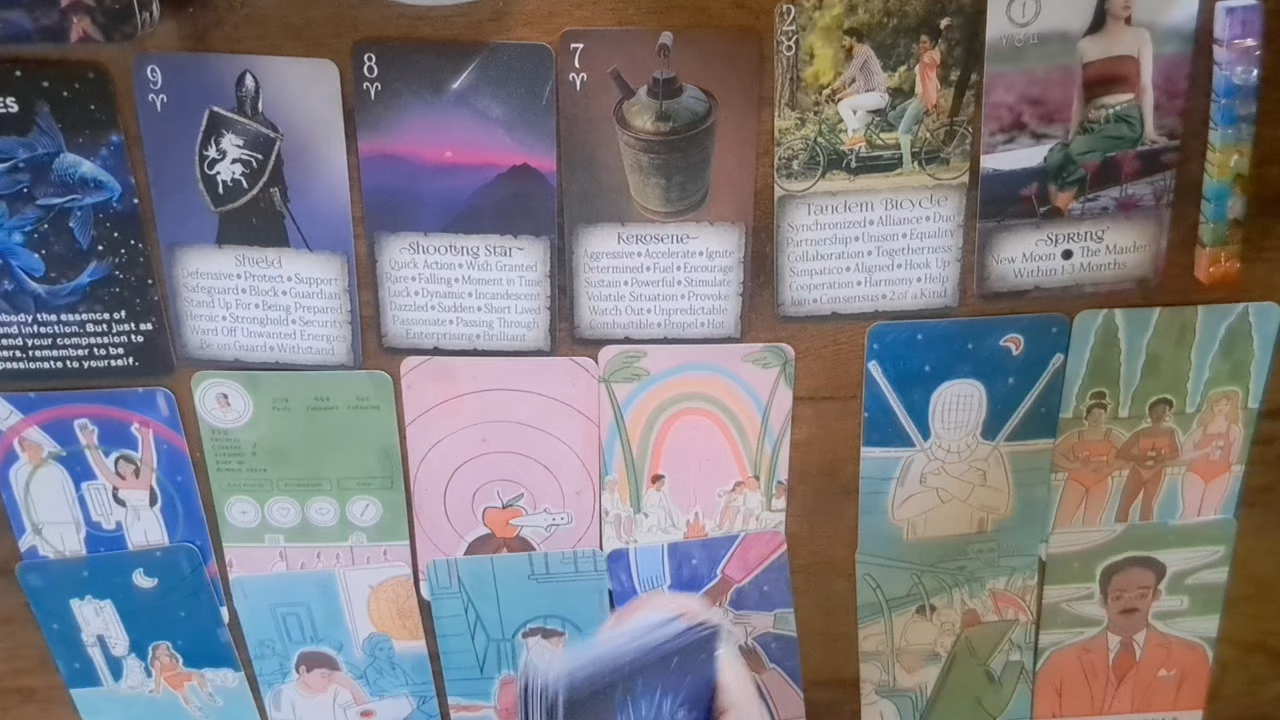 ES
body the essence of
and infection. But just as
end your compassion to
hers, remember to be
passionate to yourself.
9
Shield
Defensive • Protect • Support
Safeguard • Block • Guardian
Stand Up For • Being Prepared
Heroic • Stronghold • Security
Ward Off Unwanted Energies
Be on Guard • Withstand
8
Shooting Star
Quick Action • Wish Granted
Rare • Falling • Moment in Time
Luck • Dynamic • Incandescent
Dazzled • Sudden • Short Lived
Passionate • Passing Through
Enterprising • Brilliant
7
Kerosene
Aggressive • Accelerate • Ignite
Determined • Fuel • Encourage
Sustain • Powerful • Stimulate
Volatile Situation • Provoke
Watch Out • Unpredictable
Combustible • Propel • Hot
2
Tandem Bicycle
Synchronized • Alliance • Duo
Partnership • Unison • Equality
Collaboration • Togetherness
Simpatico • Aligned • Hook Up
Cooperation • Harmony • Help
Join • Consensus • 2 of a Kind
Spring
New Moon The Maiden
Within 1-3 Months
Posts Followers Following